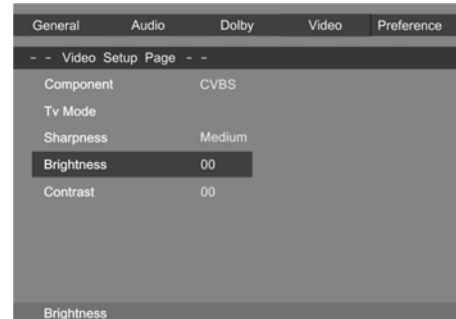 General Audio Dolby Video Preference
- - Video Setup Page - -
Component CVBS
Tv Mode
Sharpness Medium
Brightness 00
Contrast 00
Brightness